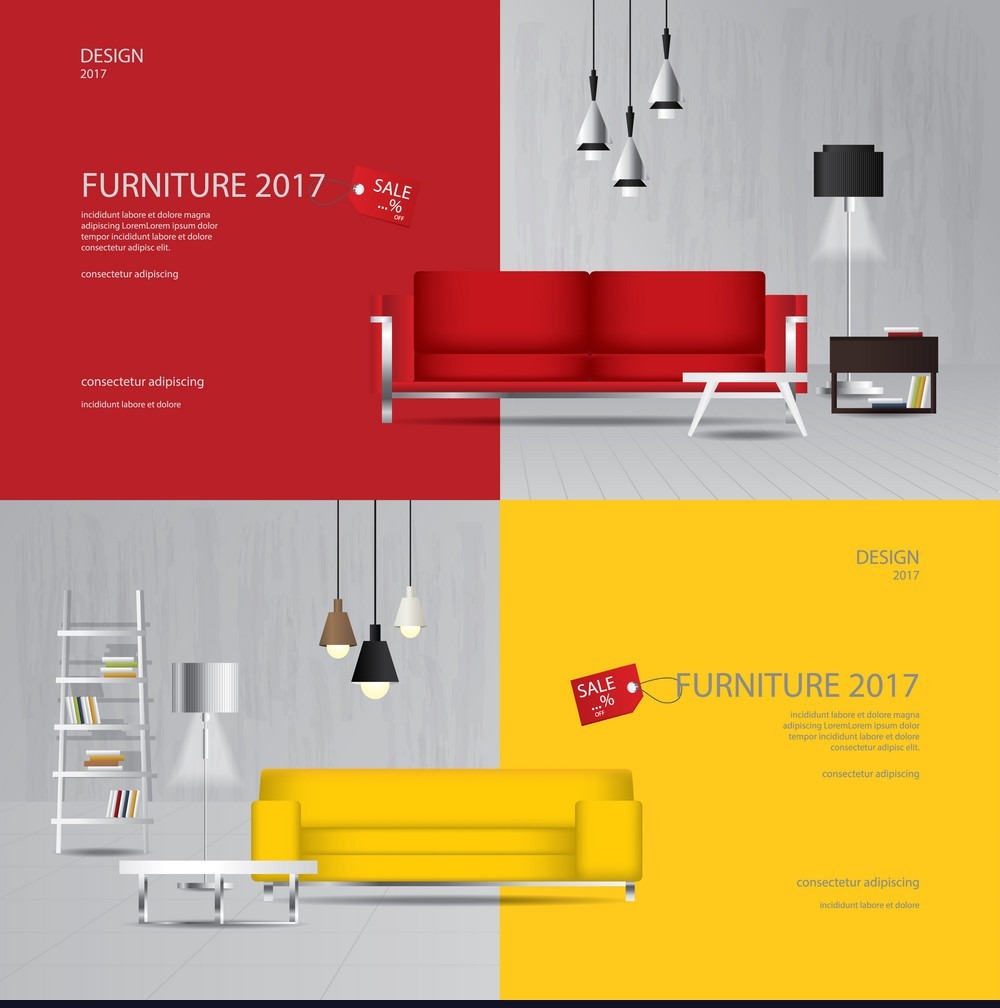 DESIGN
2017
FURNITURE 2017
SALE
...%
OFF
incididunt labore et dolore magna
adipiscing LoremLorem ipsum dolor
tempor incididunt labore et dolore
consectetur adipisc elit.
consectetur adipiscing
consectetur adipiscing
incididunt labore et dolore
DESIGN
2017
SALE
...%
OFF
FURNITURE 2017
incididunt labore et dolore magna
adipiscing LoremLorem ipsum dolor
tempor incididunt labore et dolore
consectetur adipisc elit.
consectetur adipiscing
consectetur adipiscing
incididunt labore et dolore